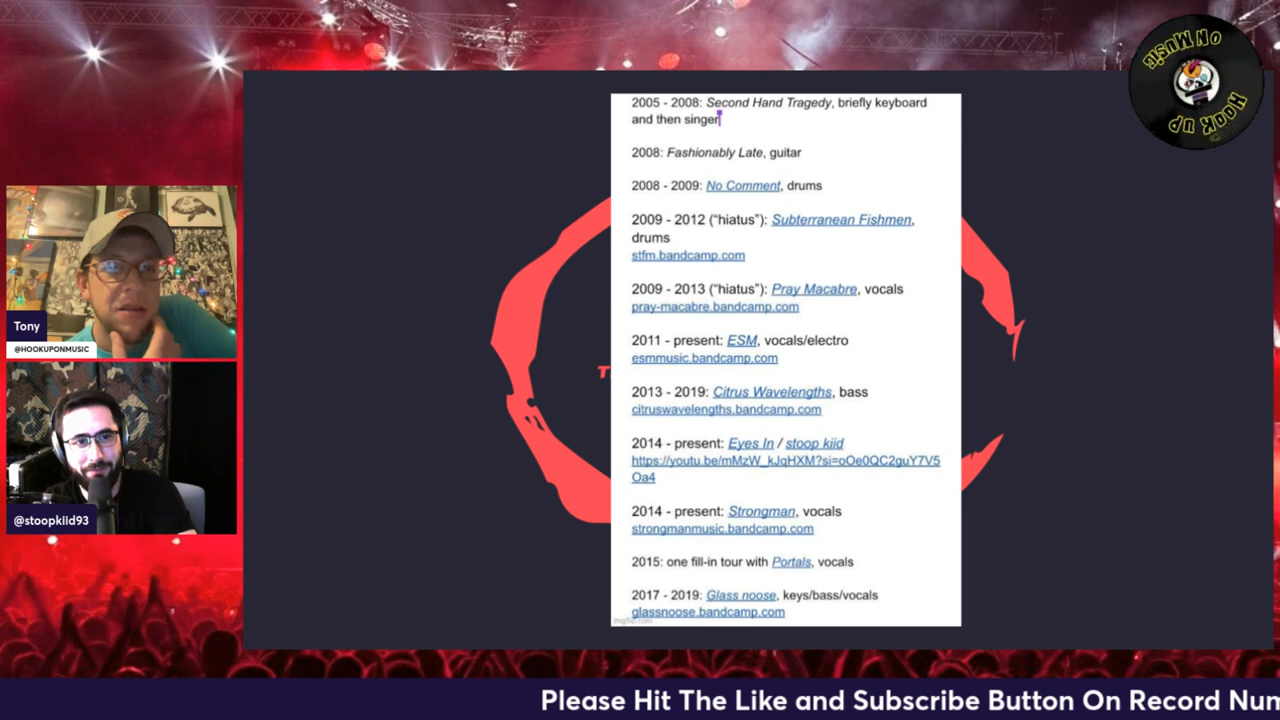 ON MUSIC
HOOK UP
2005 - 2008: Second Hand Tragedy, briefly keyboard
and then singer
2008: Fashionably Late, guitar
2008 - 2009: No Comment, drums
2009 - 2012 (“hiatus”): Subterranean Fishmen,
drums
stfm.bandcamp.com
2009 - 2013 (“hiatus”): Pray Macabre, vocals
pray-macabre.bandcamp.com
2011 - present: ESM, vocals/electro
esmmusic.bandcamp.com
2013 - 2019: Citrus Wavelengths, bass
citruswavelengths.bandcamp.com
2014 - present: Eyes In / stoop kiid
https://youtu.be/mMzW_kJqHXM?si=oOe0QC2guY7V5
Oa4
2014 - present: Strongman, vocals
strongmanmusic.bandcamp.com
2015: one fill-in tour with Portals, vocals
2017 - 2019: Glass noose, keys/bass/vocals
glassnoose.bandcamp.com
Tony
@HOOKUPONMUSIC
@stoopkiid93
Please Hit The Like and Subscribe Button On Record Nun